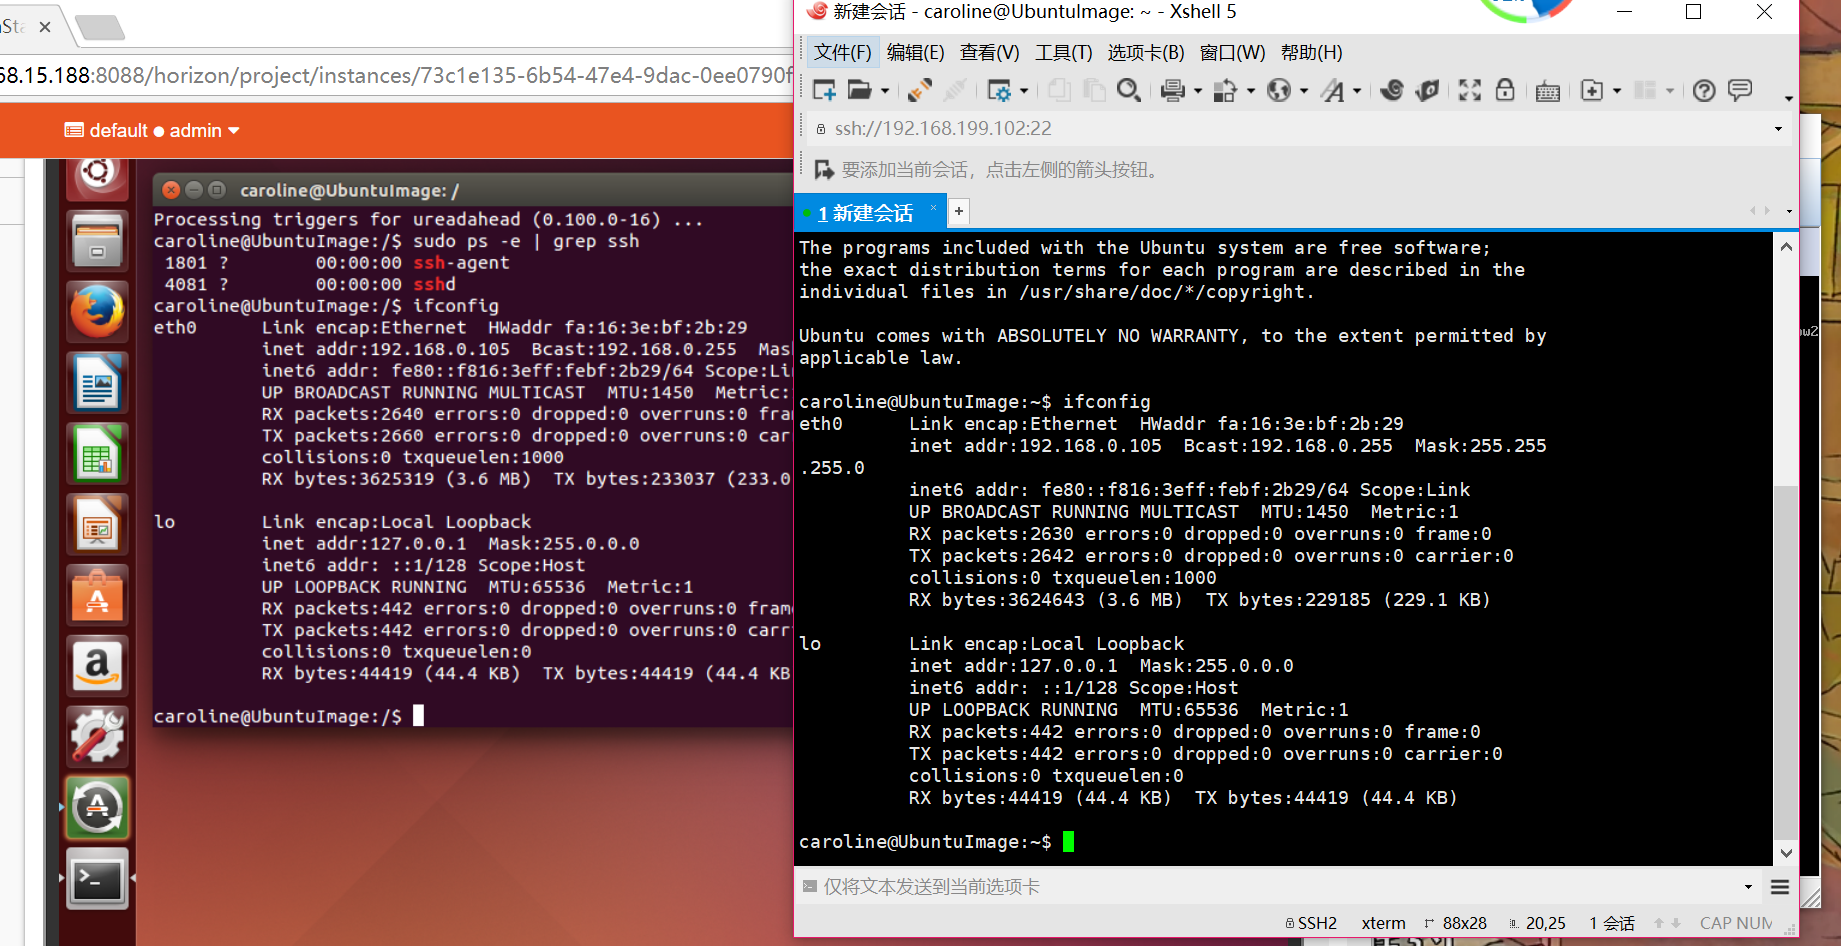 68.15.188:8088/horizon/project/instances/73c1e135-6b54-47e4-9dac-0ee0790f
default ● admin
caroline@UbuntuImage: /
Processing triggers for ureadahead (0.100.0-16) ...
caroline@UbuntuImage:/$ sudo ps -e | grep ssh
1801 ? 00:00:00 ssh-agent
4081 ? 00:00:00 sshd
caroline@UbuntuImage:/$ ifconfig
eth0 Link encap:Ethernet HWaddr fa:16:3e:bf:2b:29
inet addr:192.168.0.105 Bcast:192.168.0.255 Mas
inet6 addr: fe80::f816:3eff:febf:2b29/64 Scope:Li
UP BROADCAST RUNNING MULTICAST MTU:1450 Metric:
RX packets:2640 errors:0 dropped:0 overruns:0 fra
TX packets:2660 errors:0 dropped:0 overruns:0 car
collisions:0 txqueuelen:1000
RX bytes:3625319 (3.6 MB) TX bytes:233037 (233.0
lo Link encap:Local Loopback
inet addr:127.0.0.1 Mask:255.0.0.0
inet6 addr: ::1/128 Scope:Host
UP LOOPBACK RUNNING MTU:65536 Metric:1
RX packets:442 errors:0 dropped:0 overruns:0 fram
TX packets:442 errors:0 dropped:0 overruns:0 carr
collisions:0 txqueuelen:0
RX bytes:44419 (44.4 KB) TX bytes:44419 (44.4 KB
caroline@UbuntuImage:/$
新建会话 - caroline@UbuntuImage: ~ - Xshell 5
文件(F) 编辑(E) 查看(V) 工具(T) 选项卡(B) 窗口(W) 帮助(H)
ssh://192.168.199.102:22
要添加当前会话，点击左侧的箭头按钮。
1 新建会话
The programs included with the Ubuntu system are free software;
the exact distribution terms for each program are described in the
individual files in /usr/share/doc/*/copyright.
Ubuntu comes with ABSOLUTELY NO WARRANTY, to the extent permitted by
applicable law.
caroline@UbuntuImage:~$ ifconfig
eth0 Link encap:Ethernet HWaddr fa:16:3e:bf:2b:29
inet addr:192.168.0.105 Bcast:192.168.0.255 Mask:255.255
.255.0
inet6 addr: fe80::f816:3eff:febf:2b29/64 Scope:Link
UP BROADCAST RUNNING MULTICAST MTU:1450 Metric:1
RX packets:2630 errors:0 dropped:0 overruns:0 frame:0
TX packets:2642 errors:0 dropped:0 overruns:0 carrier:0
collisions:0 txqueuelen:1000
RX bytes:3624643 (3.6 MB) TX bytes:229185 (229.1 KB)
lo Link encap:Local Loopback
inet addr:127.0.0.1 Mask:255.0.0.0
inet6 addr: ::1/128 Scope:Host
UP LOOPBACK RUNNING MTU:65536 Metric:1
RX packets:442 errors:0 dropped:0 overruns:0 frame:0
TX packets:442 errors:0 dropped:0 overruns:0 carrier:0
collisions:0 txqueuelen:0
RX bytes:44419 (44.4 KB) TX bytes:44419 (44.4 KB)
caroline@UbuntuImage:~$
仅将文本发送到当前选项卡
SSH2 xterm 88x28 20,25 1 会话 CAP NUM